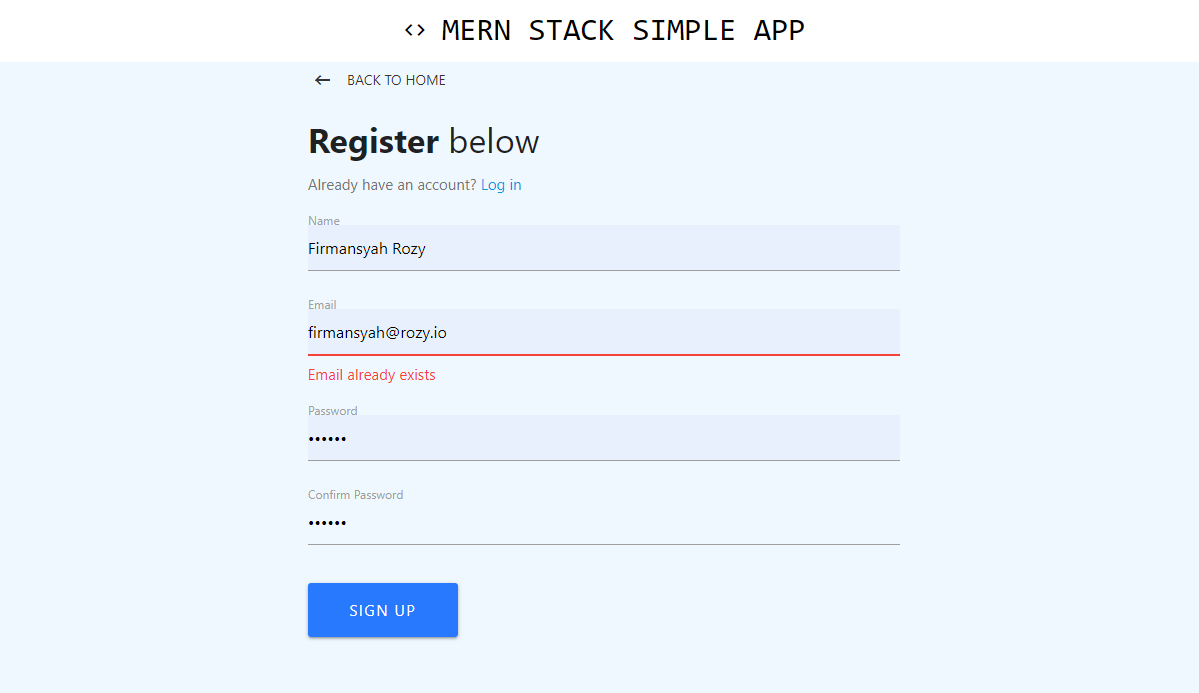 <> MERN STACK SIMPLE APP
← BACK TO HOME
Register below
Already have an account? Log in
Name
Firmansyah Rozy
Email
firmansyah@rozy.io
Email already exists
Password
••••••
Confirm Password
••••••
SIGN UP